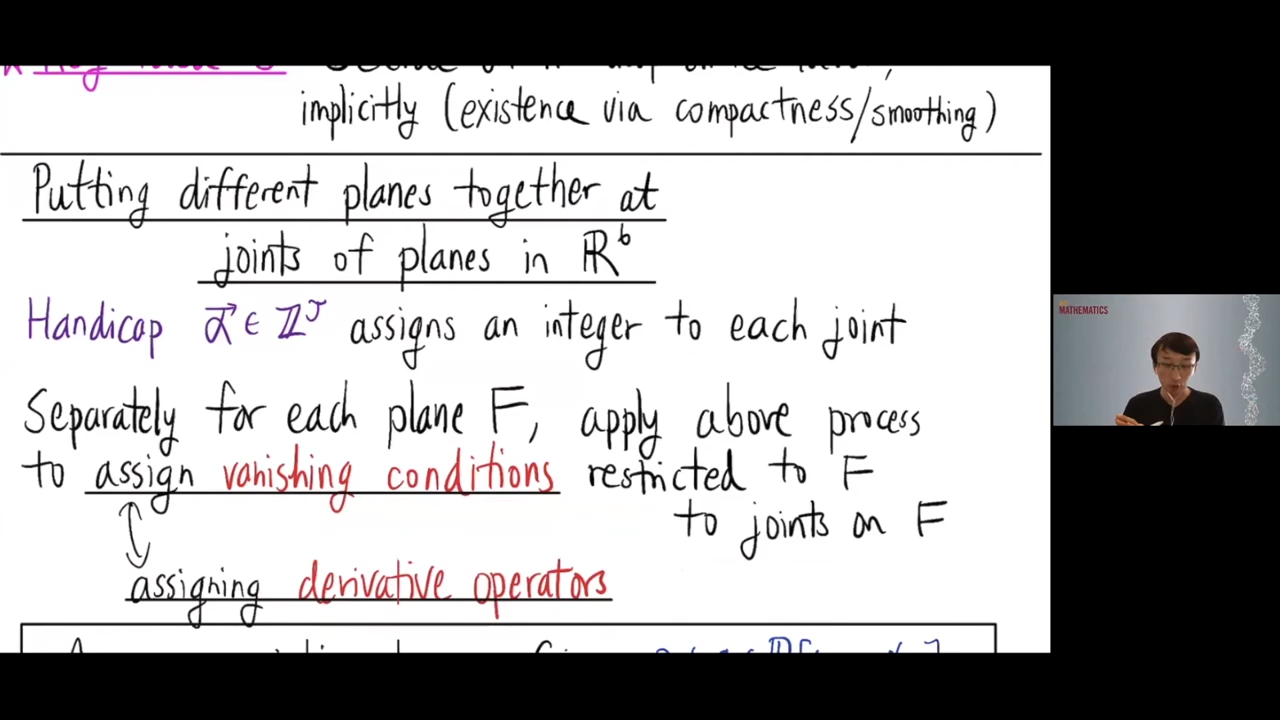 implicitly (existence via compactness/smoothing)
Putting different planes together at
joints of planes in ℝ⁶
Handicap α⃗ ∈ ℤᴶ assigns an integer to each joint
Separately for each plane F, apply above process
to assign vanishing conditions restricted to F
to joints on F
assigning derivative operators
MATHEMATICS